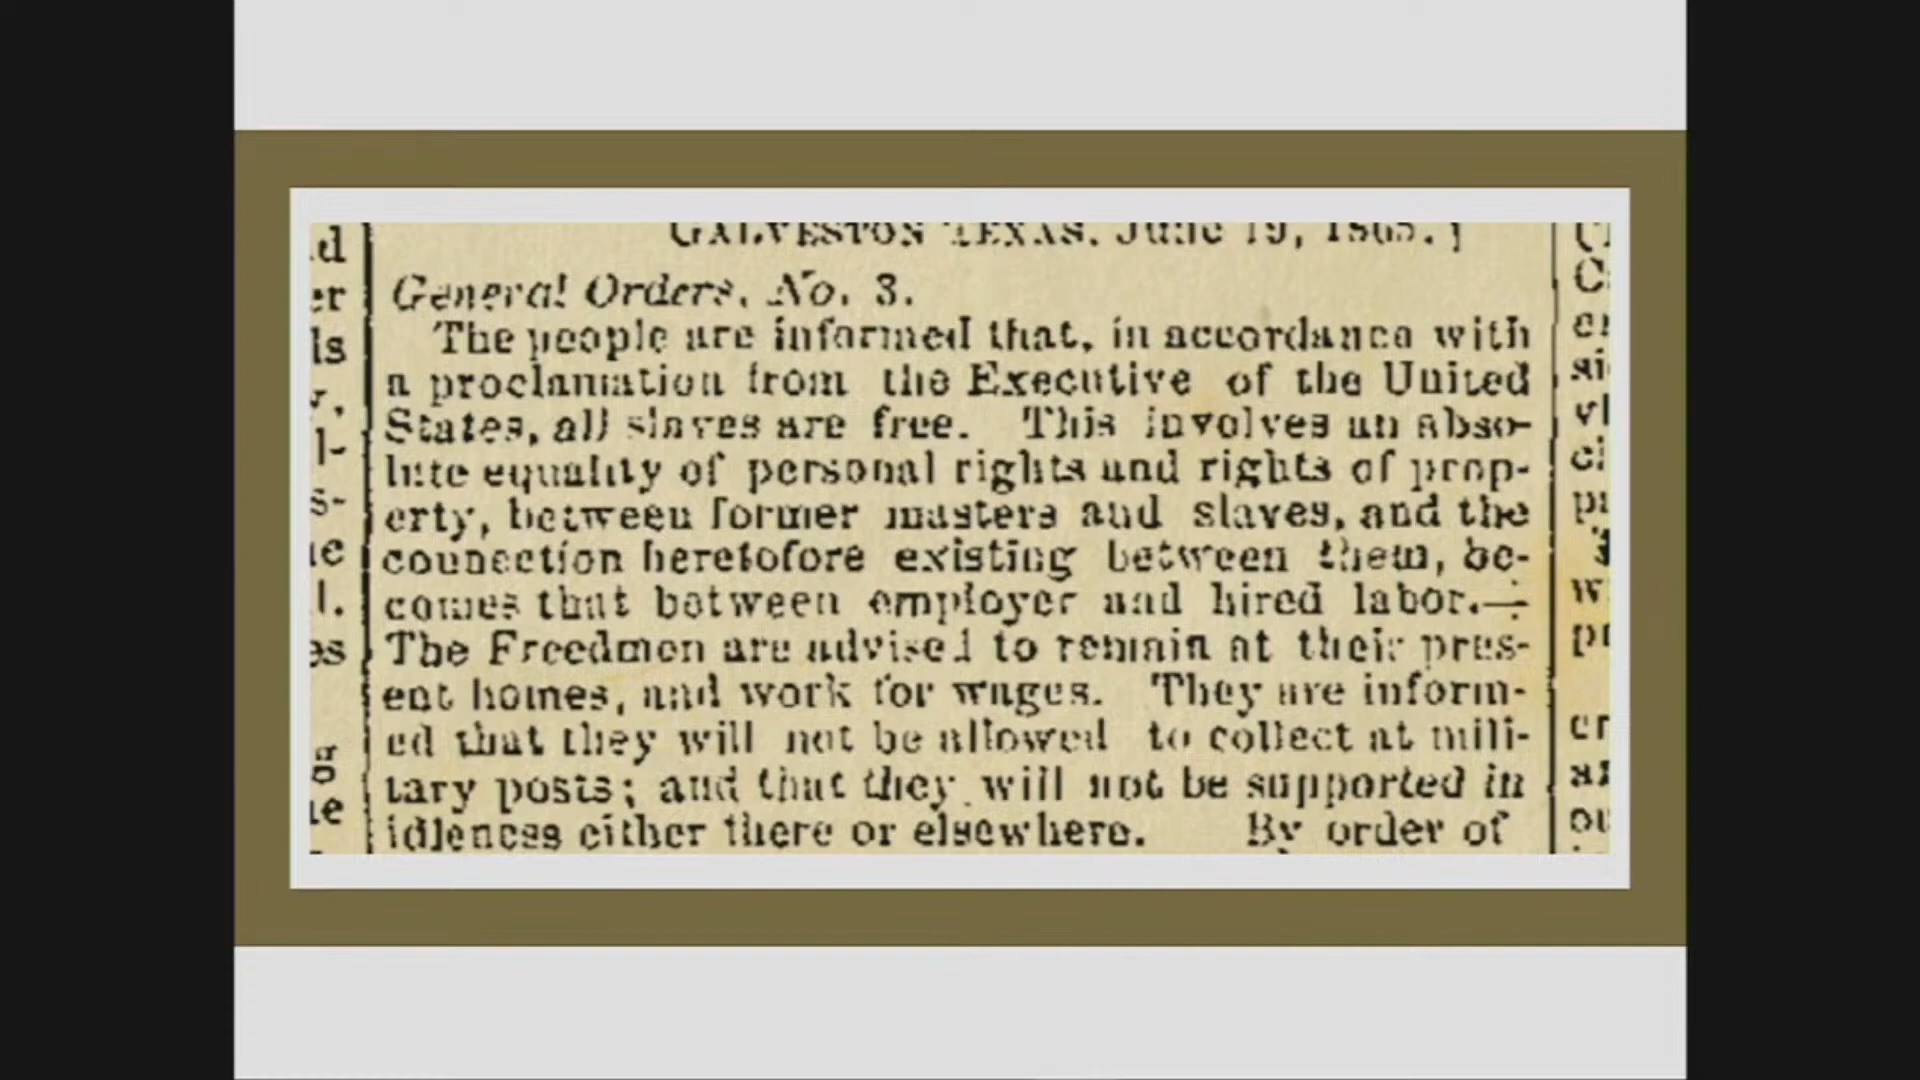 GALVESTON TEXAS, June 19, 1865.}
General Orders, No. 3.
The people are informed that, in accordance with
a proclamation from the Executive of the United
States, all slaves are free. This involves an abso-
lute equality of personal rights and rights of prop-
erty, between former masters and slaves, and the
connection heretofore existing between them, be-
comes that between employer and hired labor.—
The Freedmen are advised to remain at their pres-
ent homes, and work for wages. They are inform-
ed that they will not be allowed to collect at mili-
tary posts; and that they will not be supported in
idleness either there or elsewhere. By order of